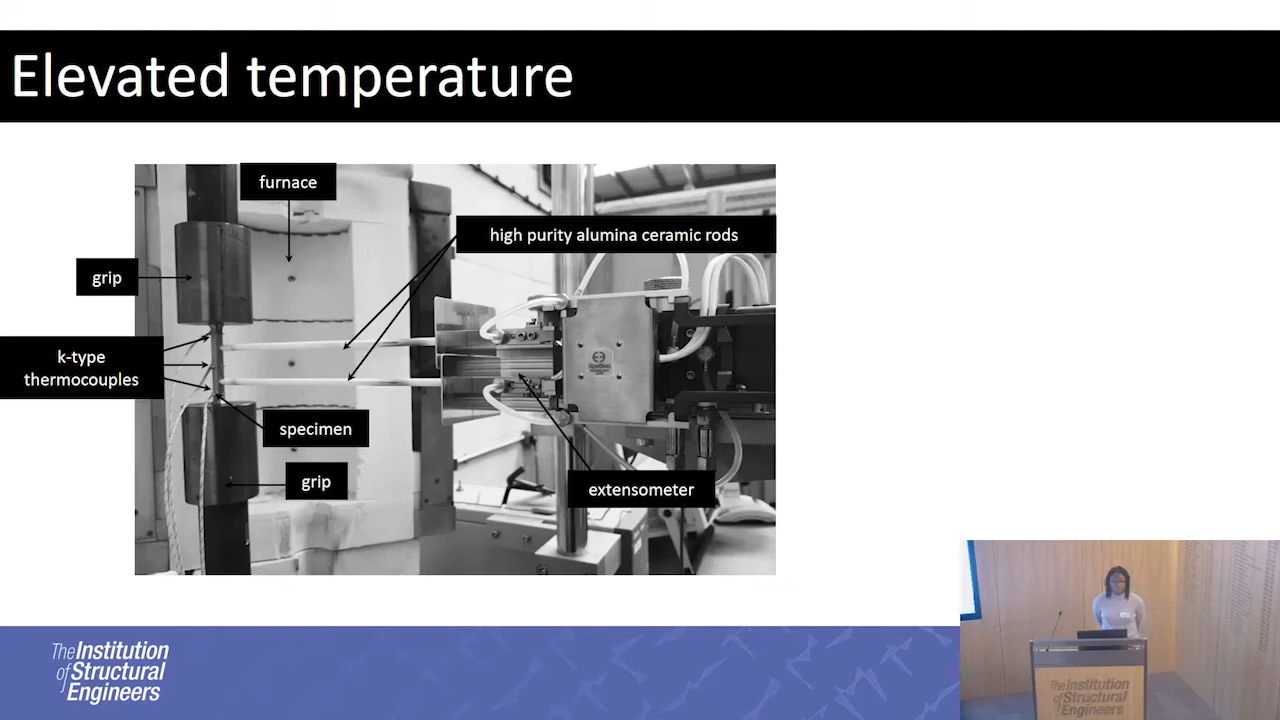 Elevated temperature
furnace
high purity alumina ceramic rods
grip
k-type
thermocouples
specimen
grip
extensometer
The Institution
of Structural
Engineers
The Institution
of Structural
Engineers